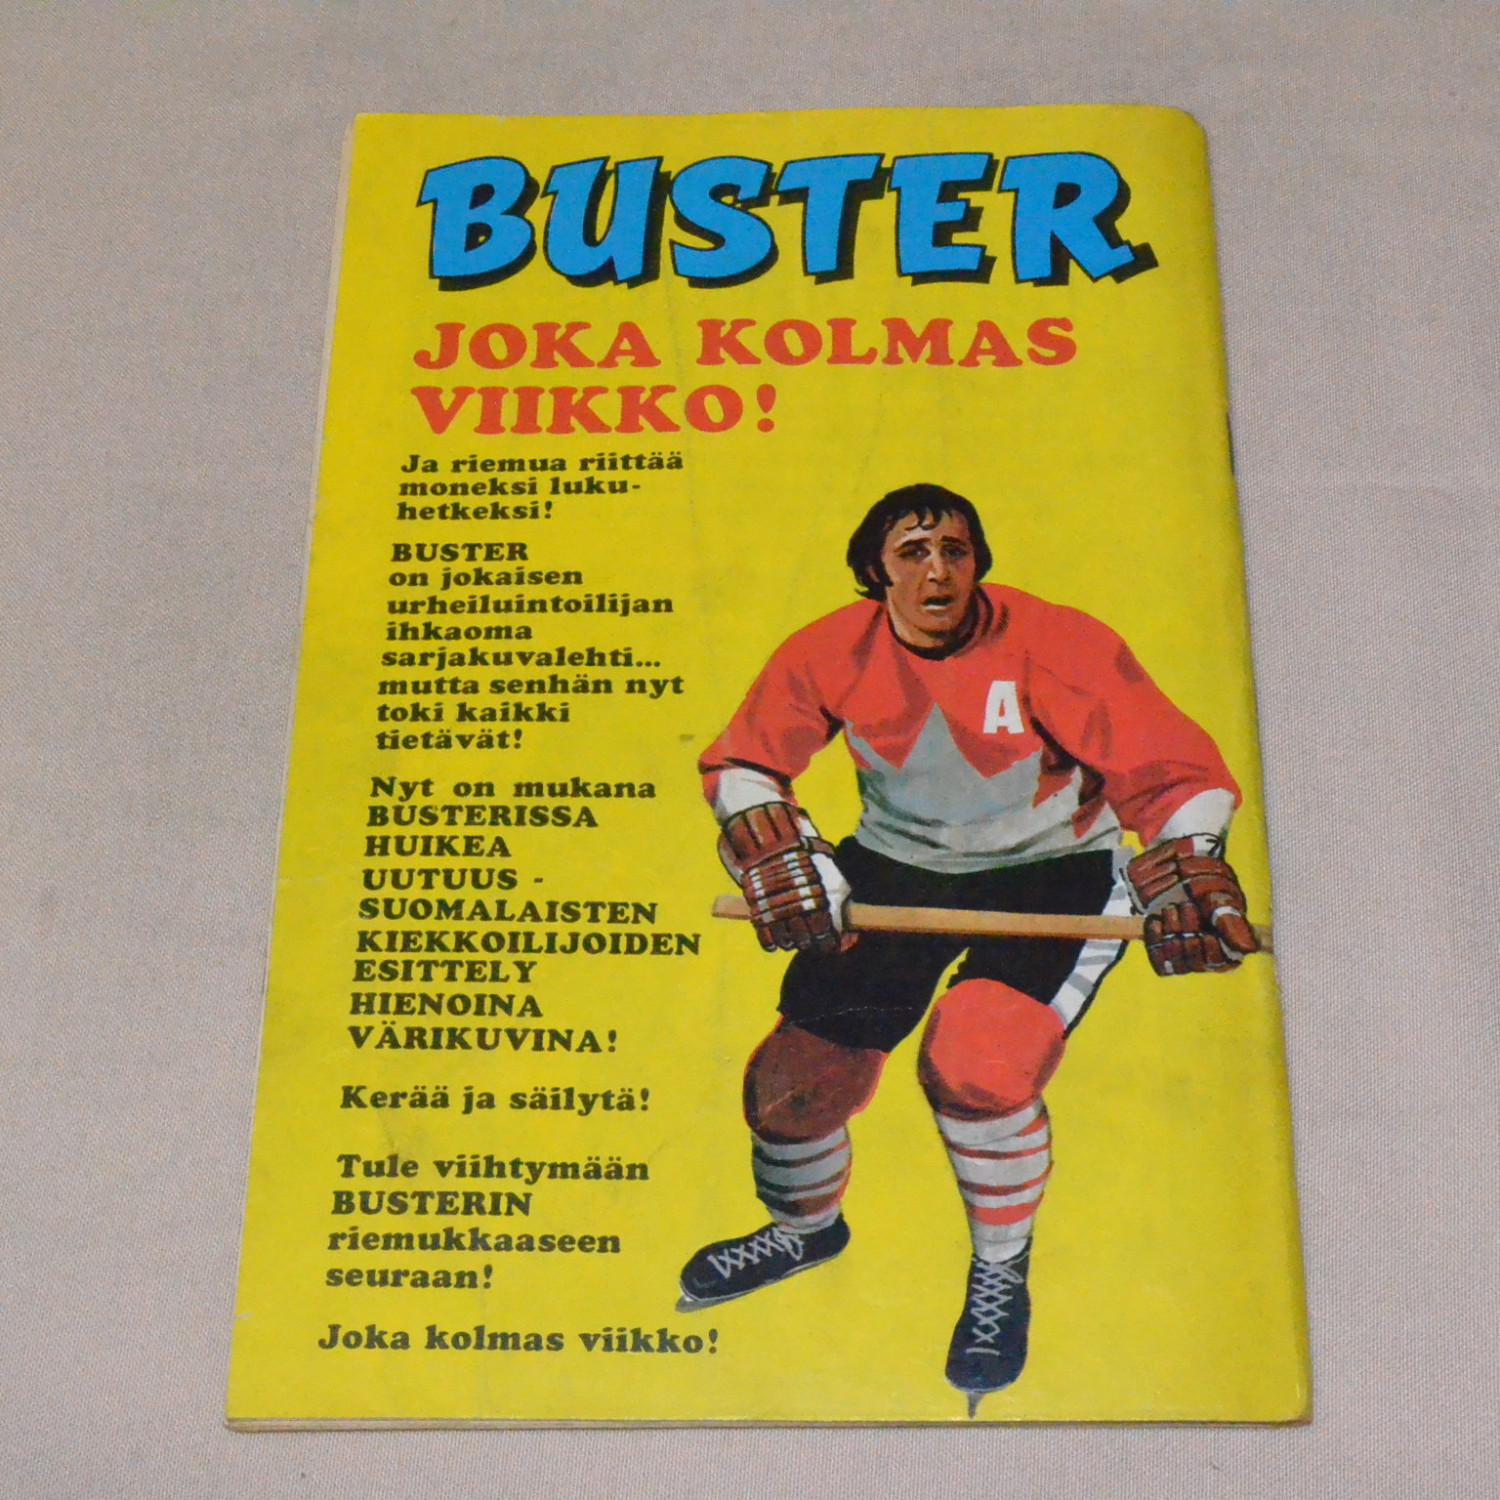 BUSTER
JOKA KOLMAS
VIIKKO!
Ja riemua riittää
moneksi luku-
hetkeksi!
BUSTER
on jokaisen
urheiluintoilijan
ihkaoma
sarjakuvalehti...
mutta senhän nyt
toki kaikki
tietävät!
Nyt on mukana
BUSTERISSA
HUIKEA
UUTUUS -
SUOMALAISTEN
KIEKKOILIJOIDEN
ESITTELY
HIENOINA
VÄRIKUVINA!
Kerää ja säilytä!
Tule viihtymään
BUSTERIN
riemukkaaseen
seuraan!
Joka kolmas viikko!
A